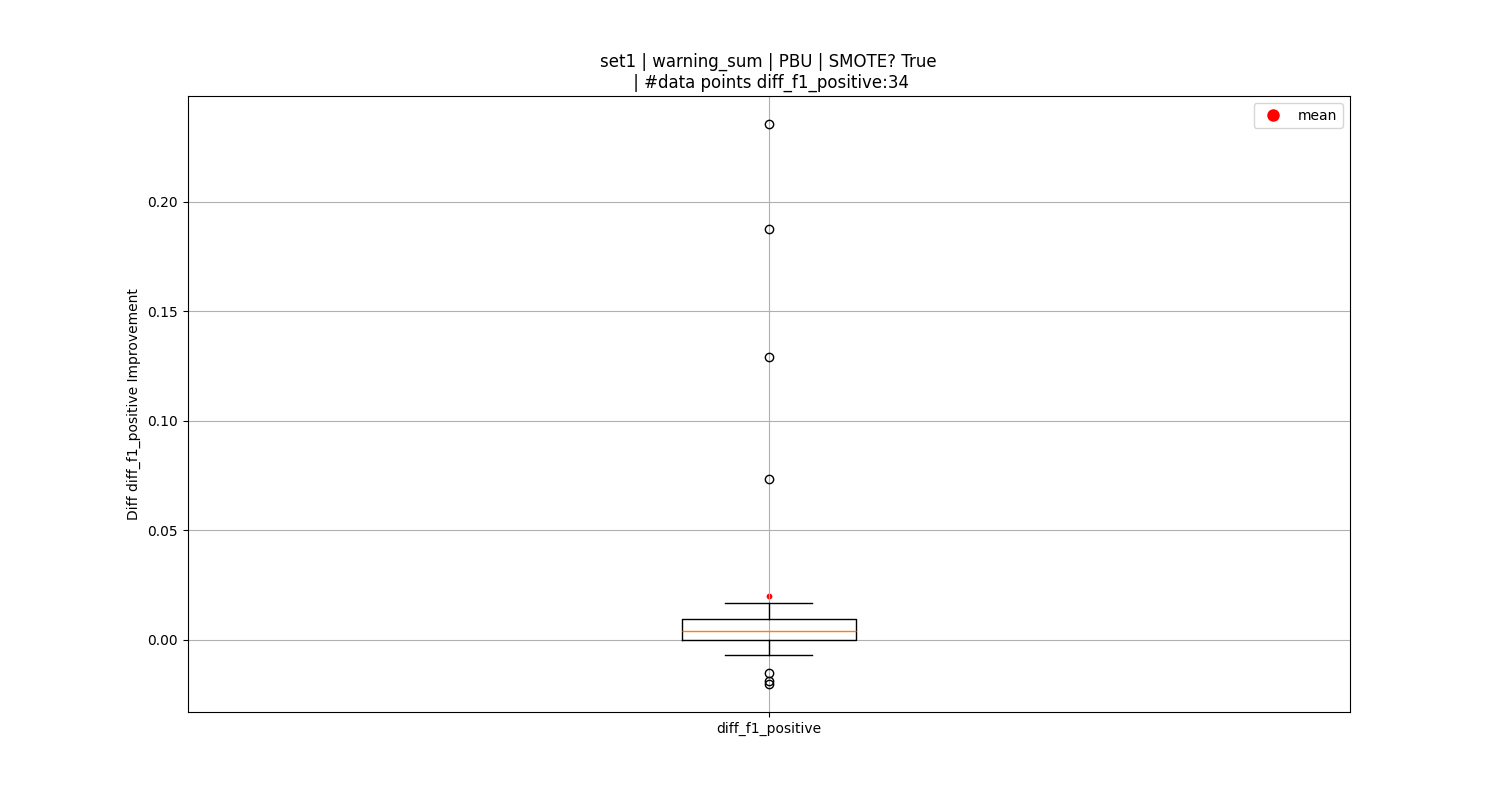 set1 | warning_sum | PBU | SMOTE? True
| #data points diff_f1_positive:34
mean
0.20
0.15
0.10
0.05
0.00
Diff diff_f1_positive Improvement
diff_f1_positive